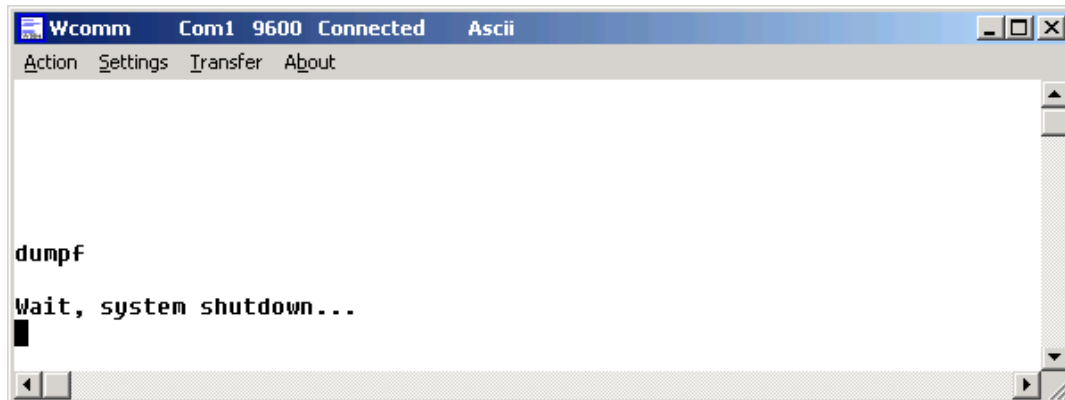 Wcomm Com1 9600 Connected Ascii
Action Settings Transfer About
dumpf
Wait, system shutdown...